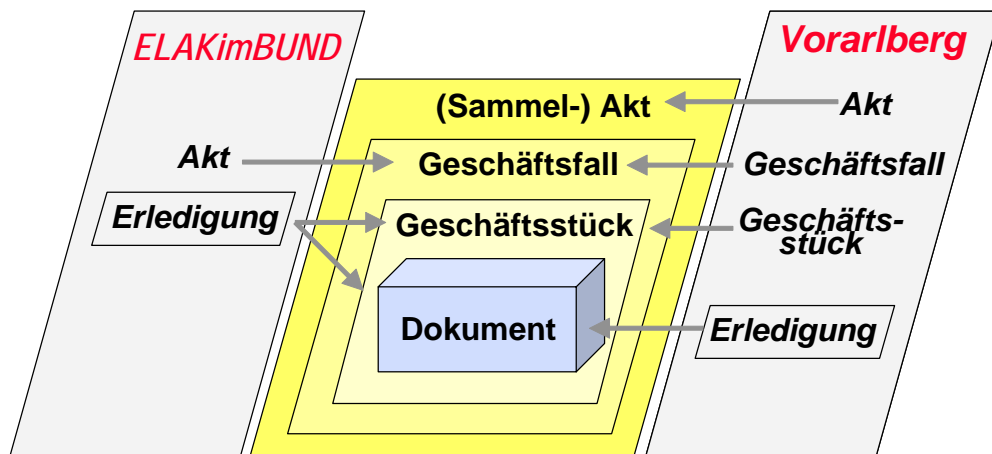 ELAKimBUND
Vorarlberg
(Sammel-) Akt
Akt
Akt
Geschäftsfall
Geschäftsfall
Erledigung
Geschäftsstück
Geschäfts-
stück
Dokument
Erledigung